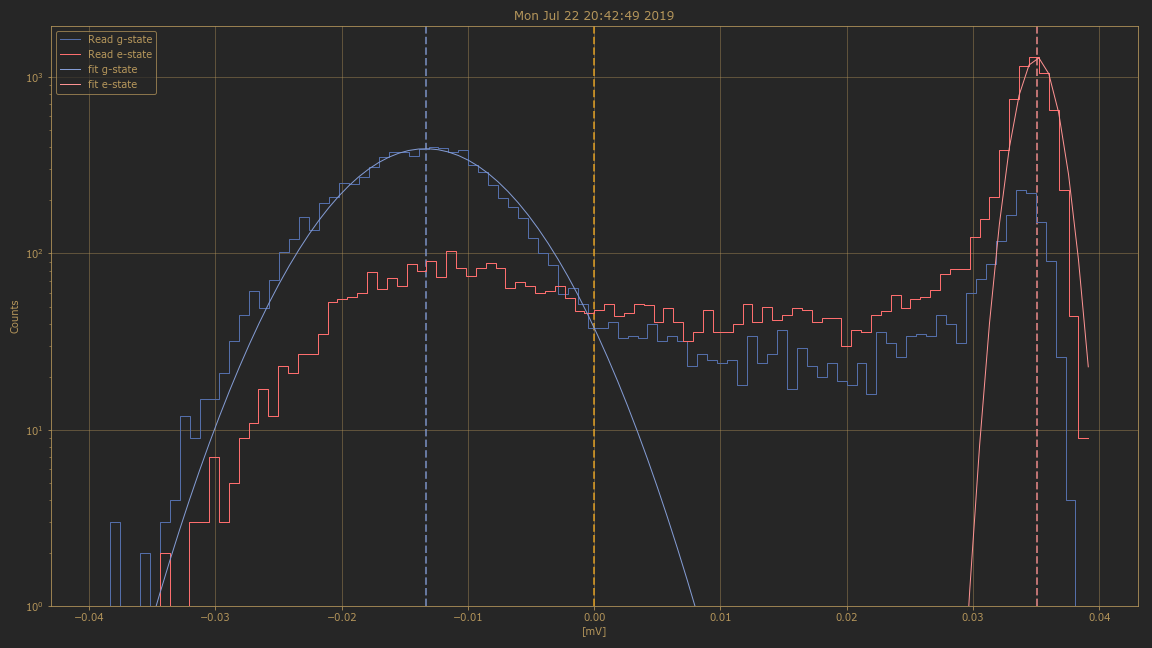 Mon Jul 22 20:42:49 2019
Read g-state
Read e-state
fit g-state
fit e-state
Counts
10³
10²
10¹
10⁰
−0.04 −0.03 −0.02 −0.01 0.00 0.01 0.02 0.03 0.04
[mV]